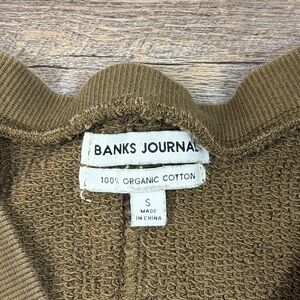 BANKS JOURNAL
100% ORGANIC COTTON
S
MADE
IN CHINA